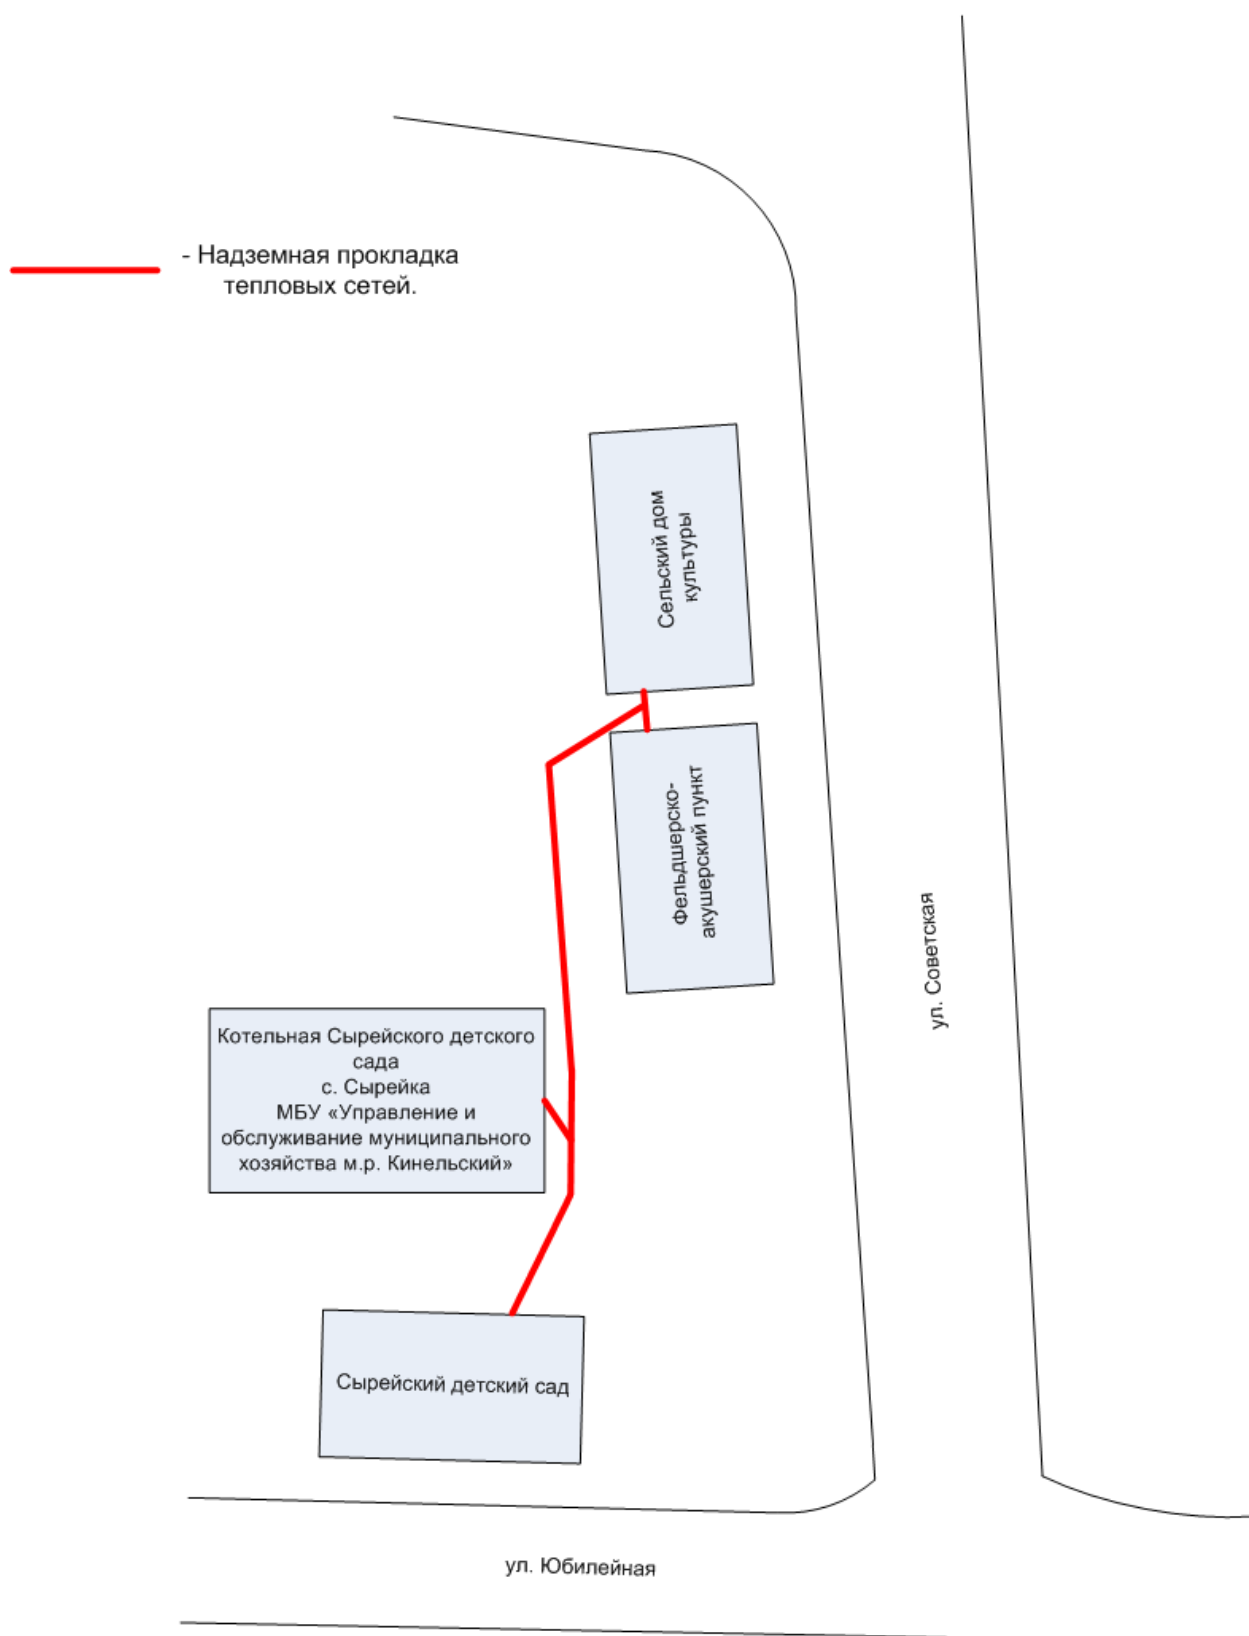 - Надземная прокладка
тепловых сетей.
Сельский дом
культуры
Фельдшерско-
акушерский пункт
ул. Советская
Котельная Сырейского детского
сада
с. Сырейка
МБУ «Управление и
обслуживание муниципального
хозяйства м.р. Кинельский»
Сырейский детский сад
ул. Юбилейная